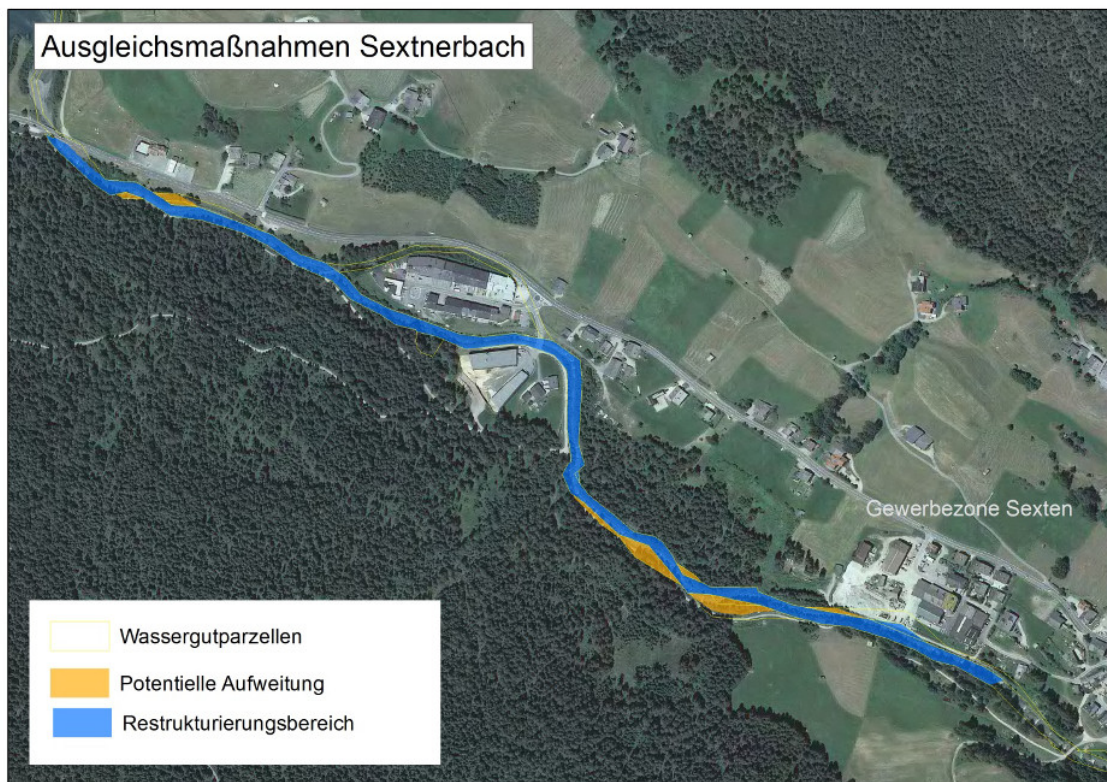 Ausgleichsmaßnahmen Sextnerbach
Gewerbezone Sexten
Wassergutparzellen
Potentielle Aufweitung
Restrukturierungsbereich